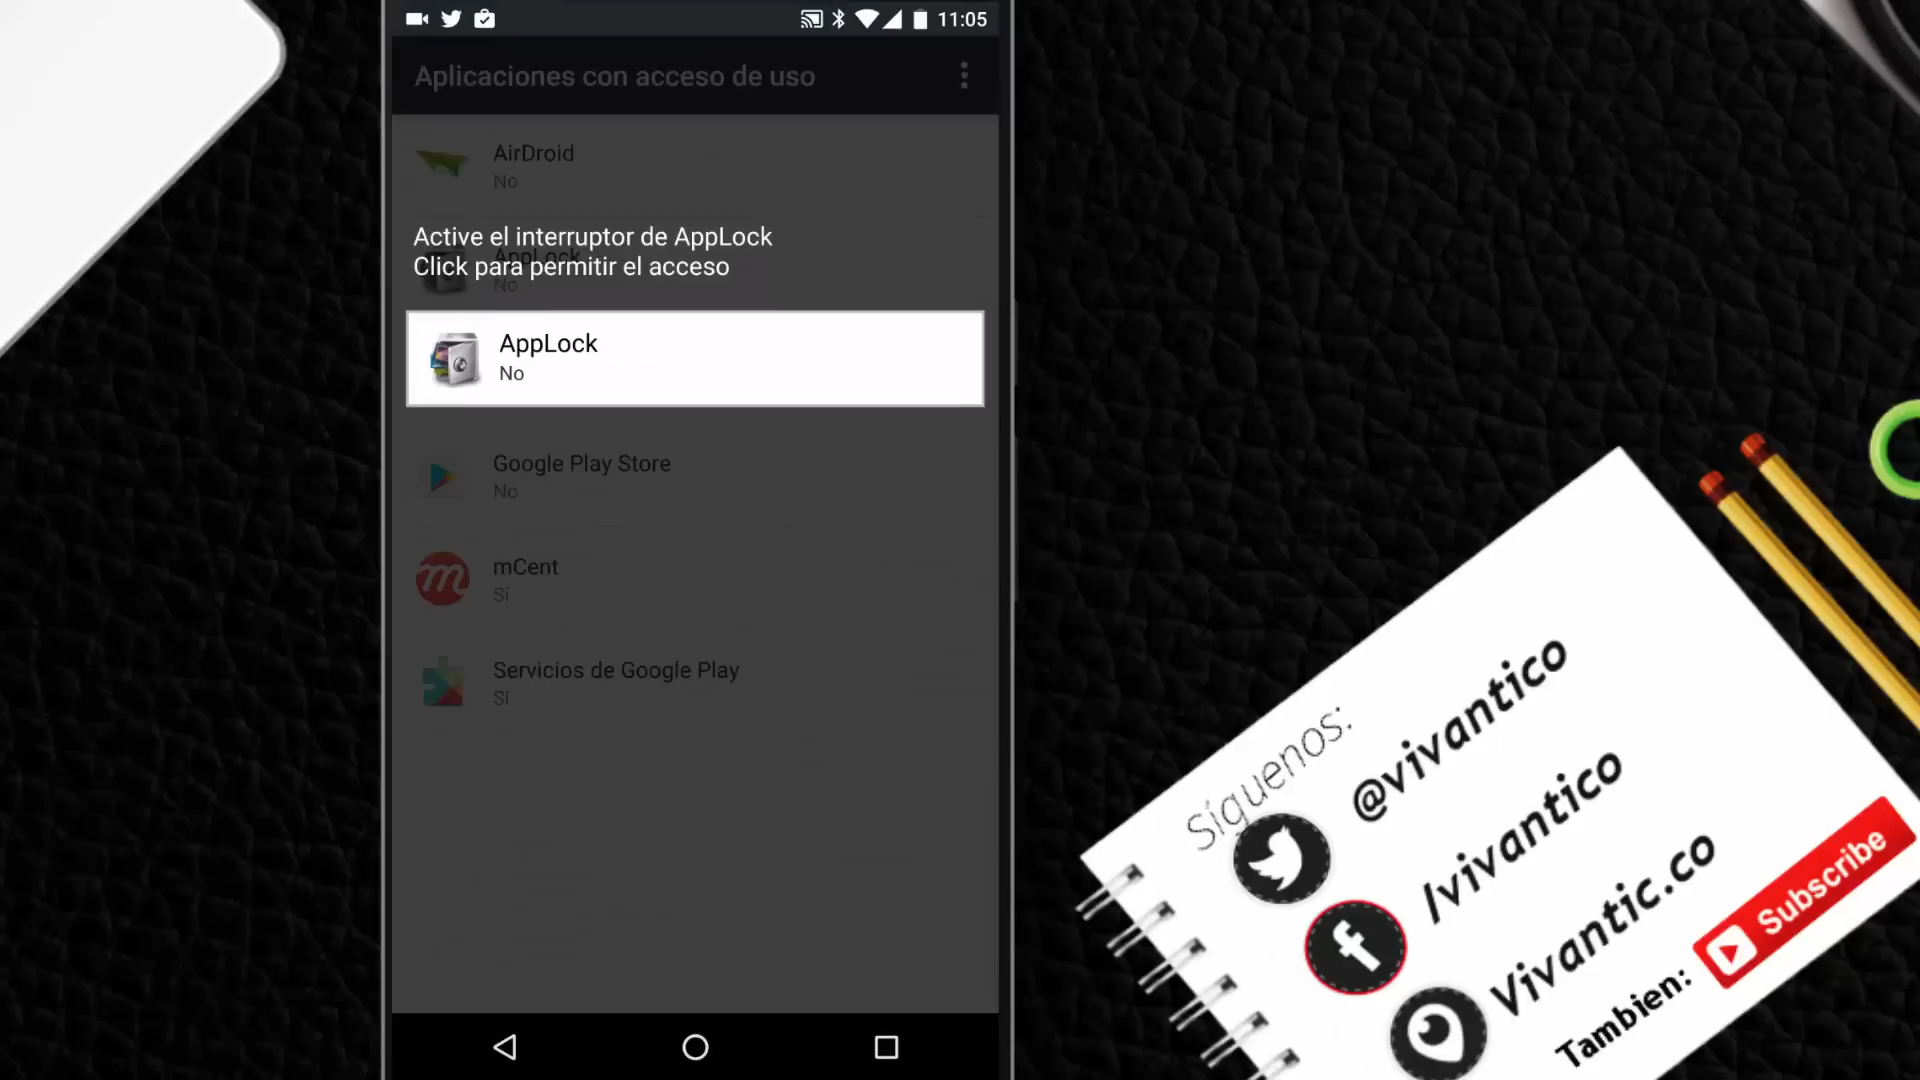 11:05
Aplicaciones con acceso de uso
AirDroid
No
Active el interruptor de AppLock
Click para permitir el acceso
AppLock
No
AppLock
No
Google Play Store
No
mCent
Sí
Servicios de Google Play
Sí
Síguenos:
@vivantico
/vivantico
Vivantic.co
Tambien:
Subscribe